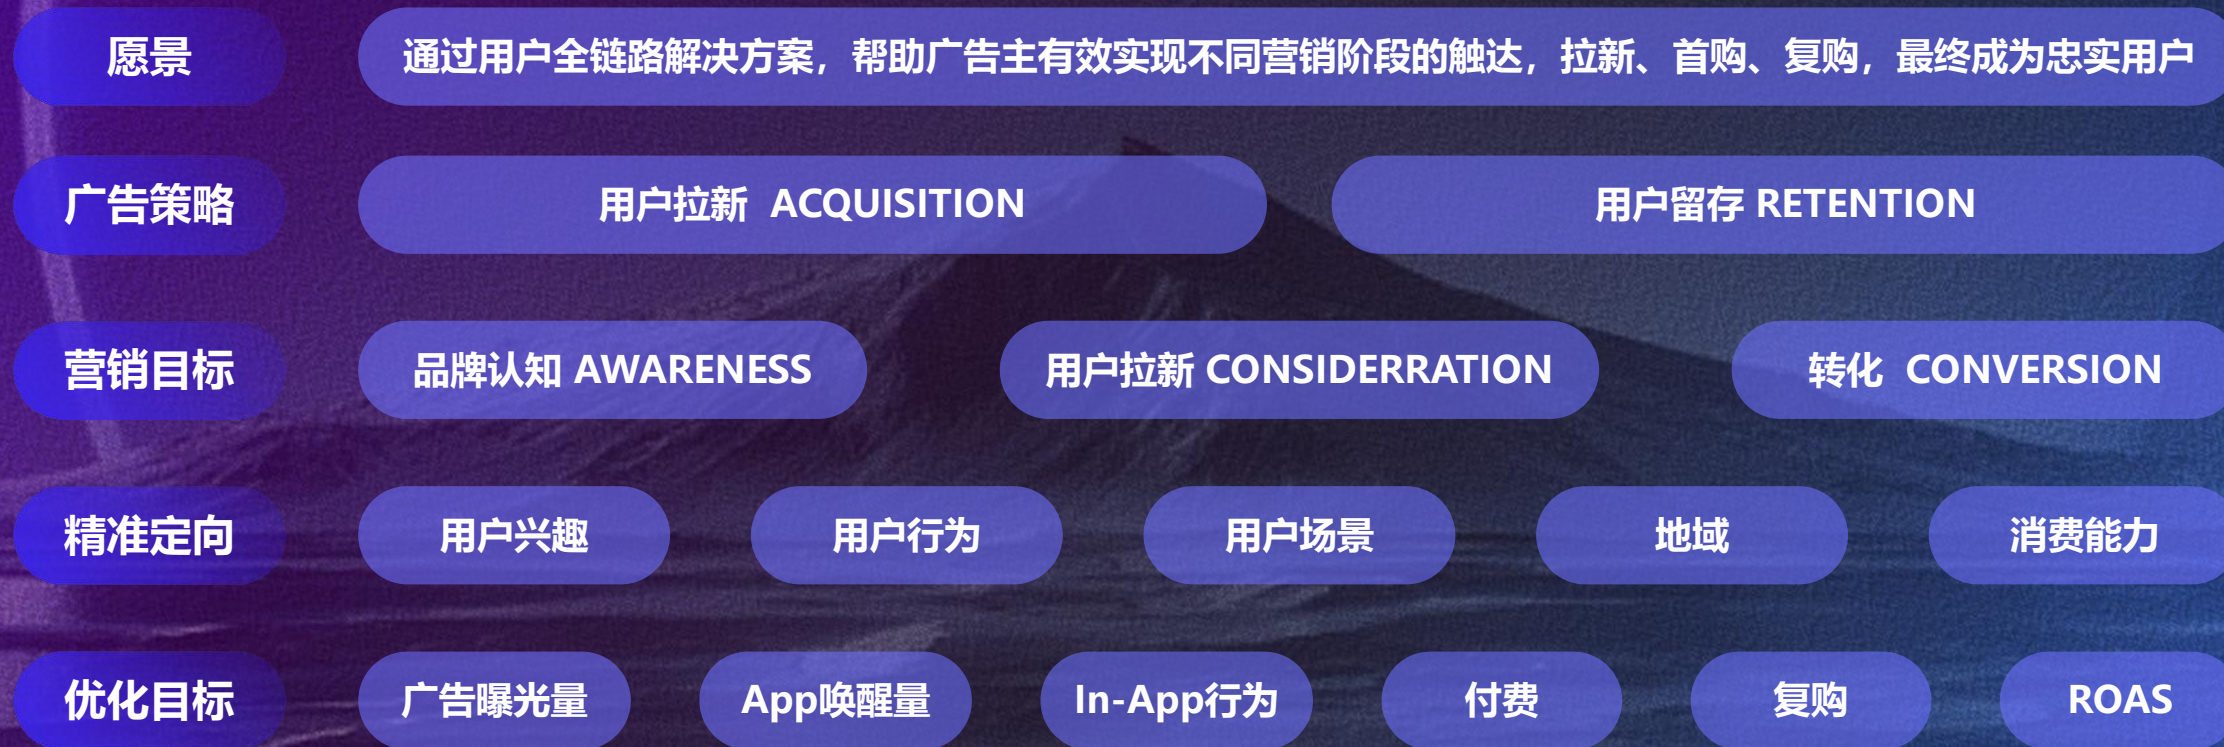 愿景
通过用户全链路解决方案，帮助广告主有效实现不同营销阶段的触达，拉新、首购、复购，最终成为忠实用户
广告策略
用户拉新 ACQUISITION
用户留存 RETENTION
营销目标
品牌认知 AWARENESS
用户拉新 CONSIDERRATION
转化 CONVERSION
精准定向
用户兴趣
用户行为
用户场景
地域
消费能力
优化目标
广告曝光量
App唤醒量
In-App行为
付费
复购
ROAS